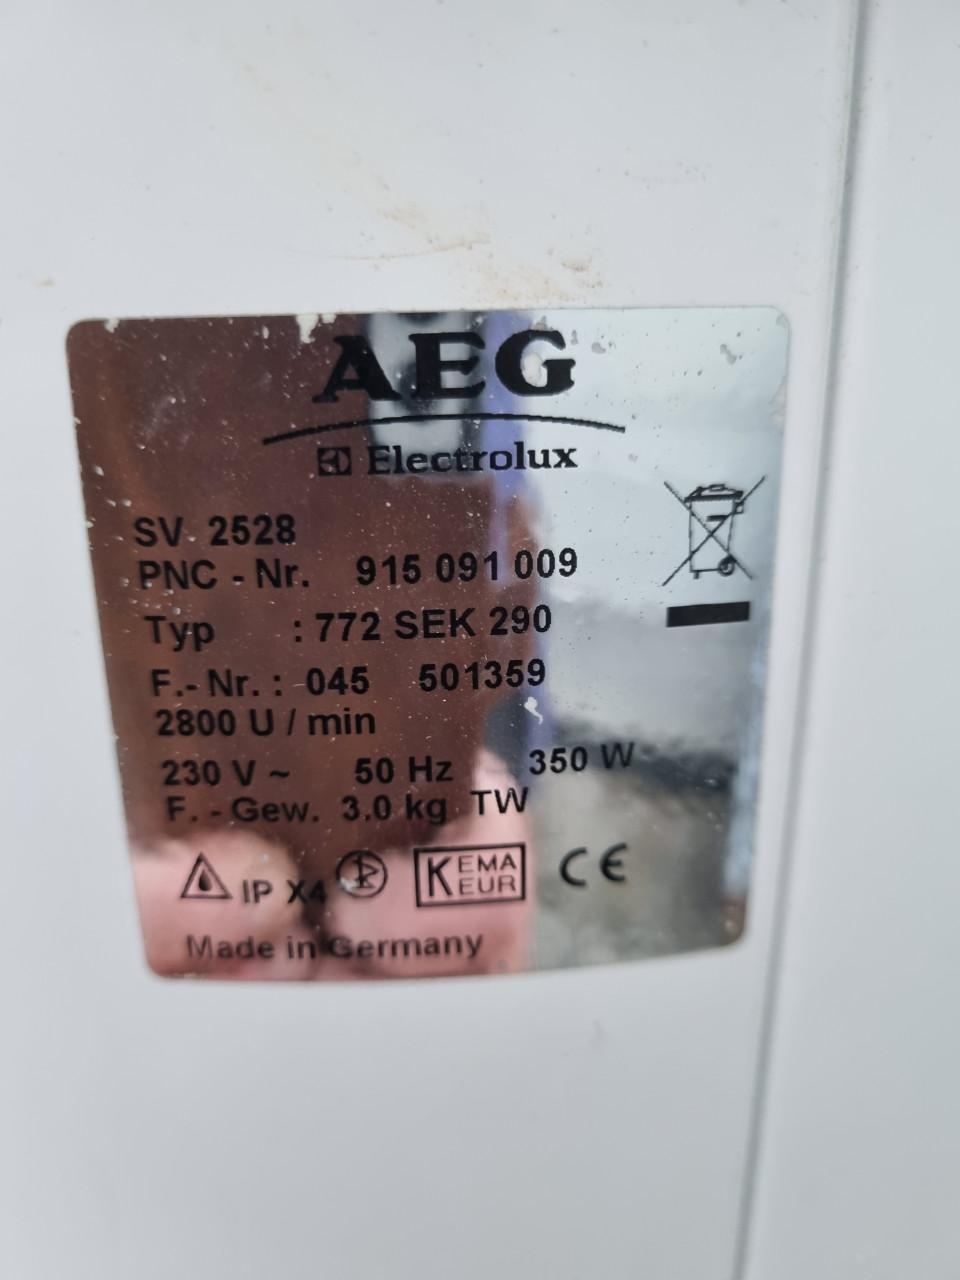 AEG
Electrolux
SV 2528
PNC - Nr. 915 091 009
Typ : 772 SEK 290
F.- Nr. : 045 501359
2800 U / min
230 V ~ 50 Hz 350 W
F. - Gew. 3.0 kg TW
IP X4 KEMA EUR CE
Made in Germany